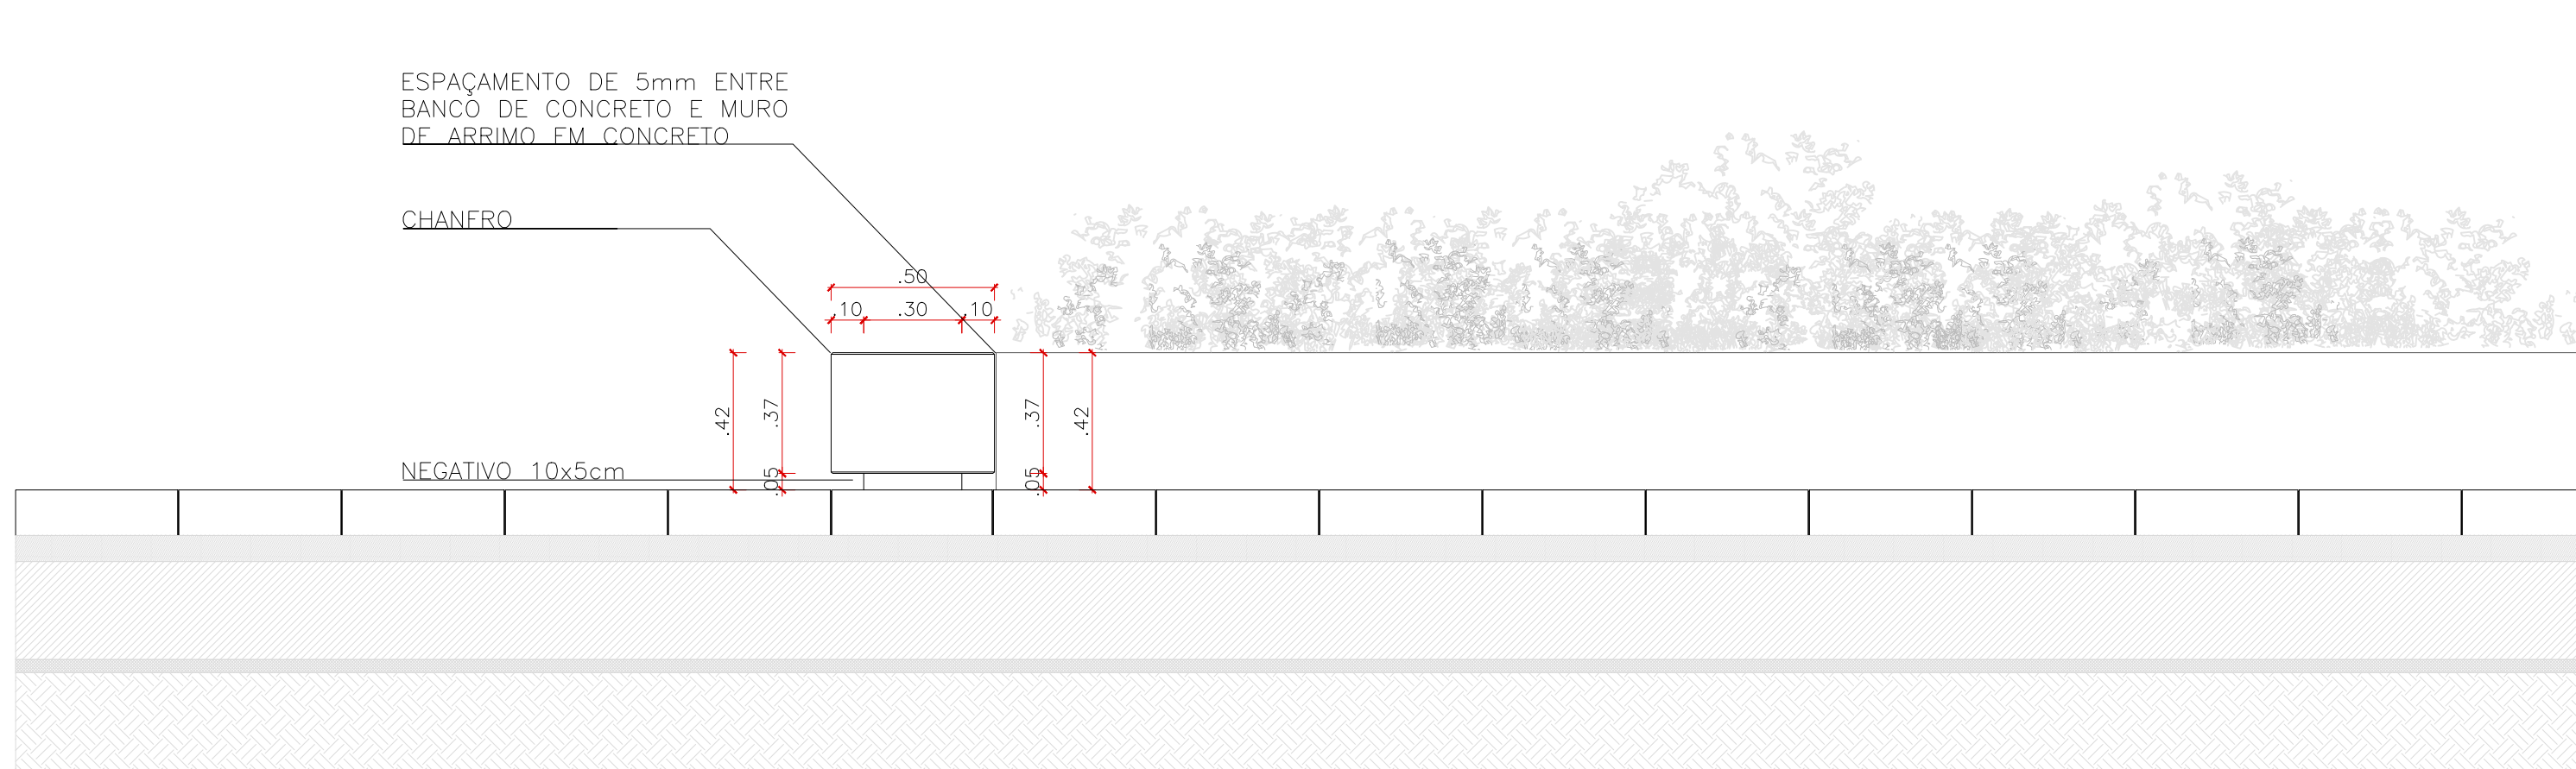 ESPAÇAMENTO DE 5mm ENTRE
BANCO DE CONCRETO E MURO
DE ARRIMO EM CONCRETO
CHANFRO
.50
.10 .30 .10
.42 .37 .37 .42
NEGATIVO 10x5cm
.05 .05